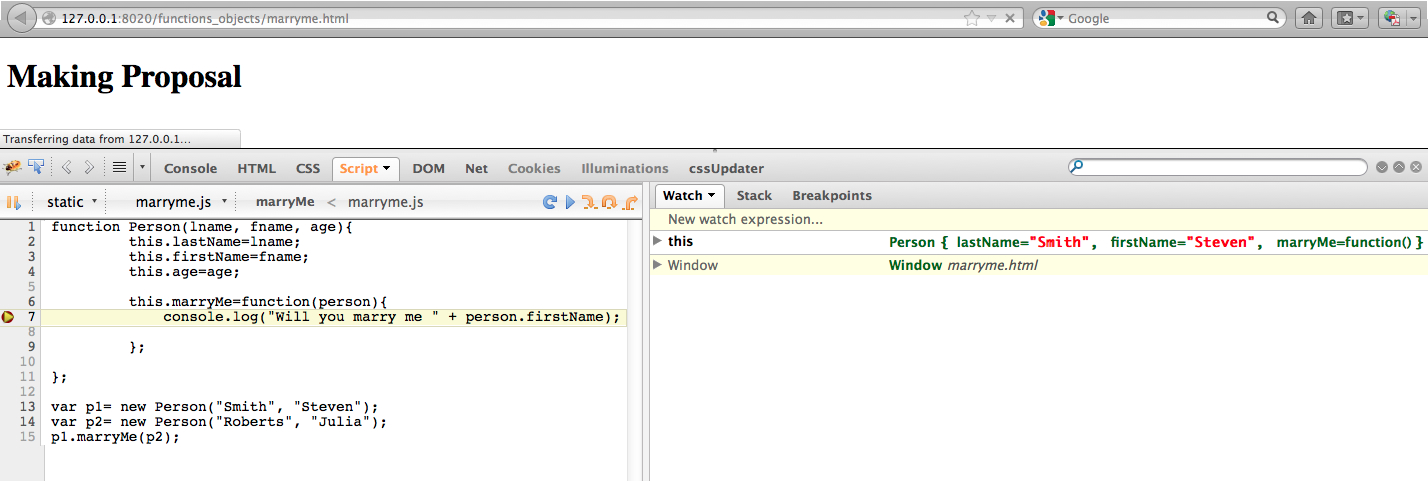 127.0.0.1:8020/functions_objects/marryme.html
Google
Making Proposal
Transferring data from 127.0.0.1...
Console HTML CSS Script DOM Net Cookies Illuminations cssUpdater
static marryme.js marryMe < marryme.js
1 function Person(lname, fname, age){
2 this.lastName=lname;
3 this.firstName=fname;
4 this.age=age;
5
6 this.marryMe=function(person){
7 console.log("Will you marry me " + person.firstName);
8
9 };
10
11 };
12
13 var p1= new Person("Smith", "Steven");
14 var p2= new Person("Roberts", "Julia");
15 p1.marryMe(p2);
Watch Stack Breakpoints
New watch expression...
this Person { lastName="Smith", firstName="Steven", marryMe=function() }
Window Window marryme.html